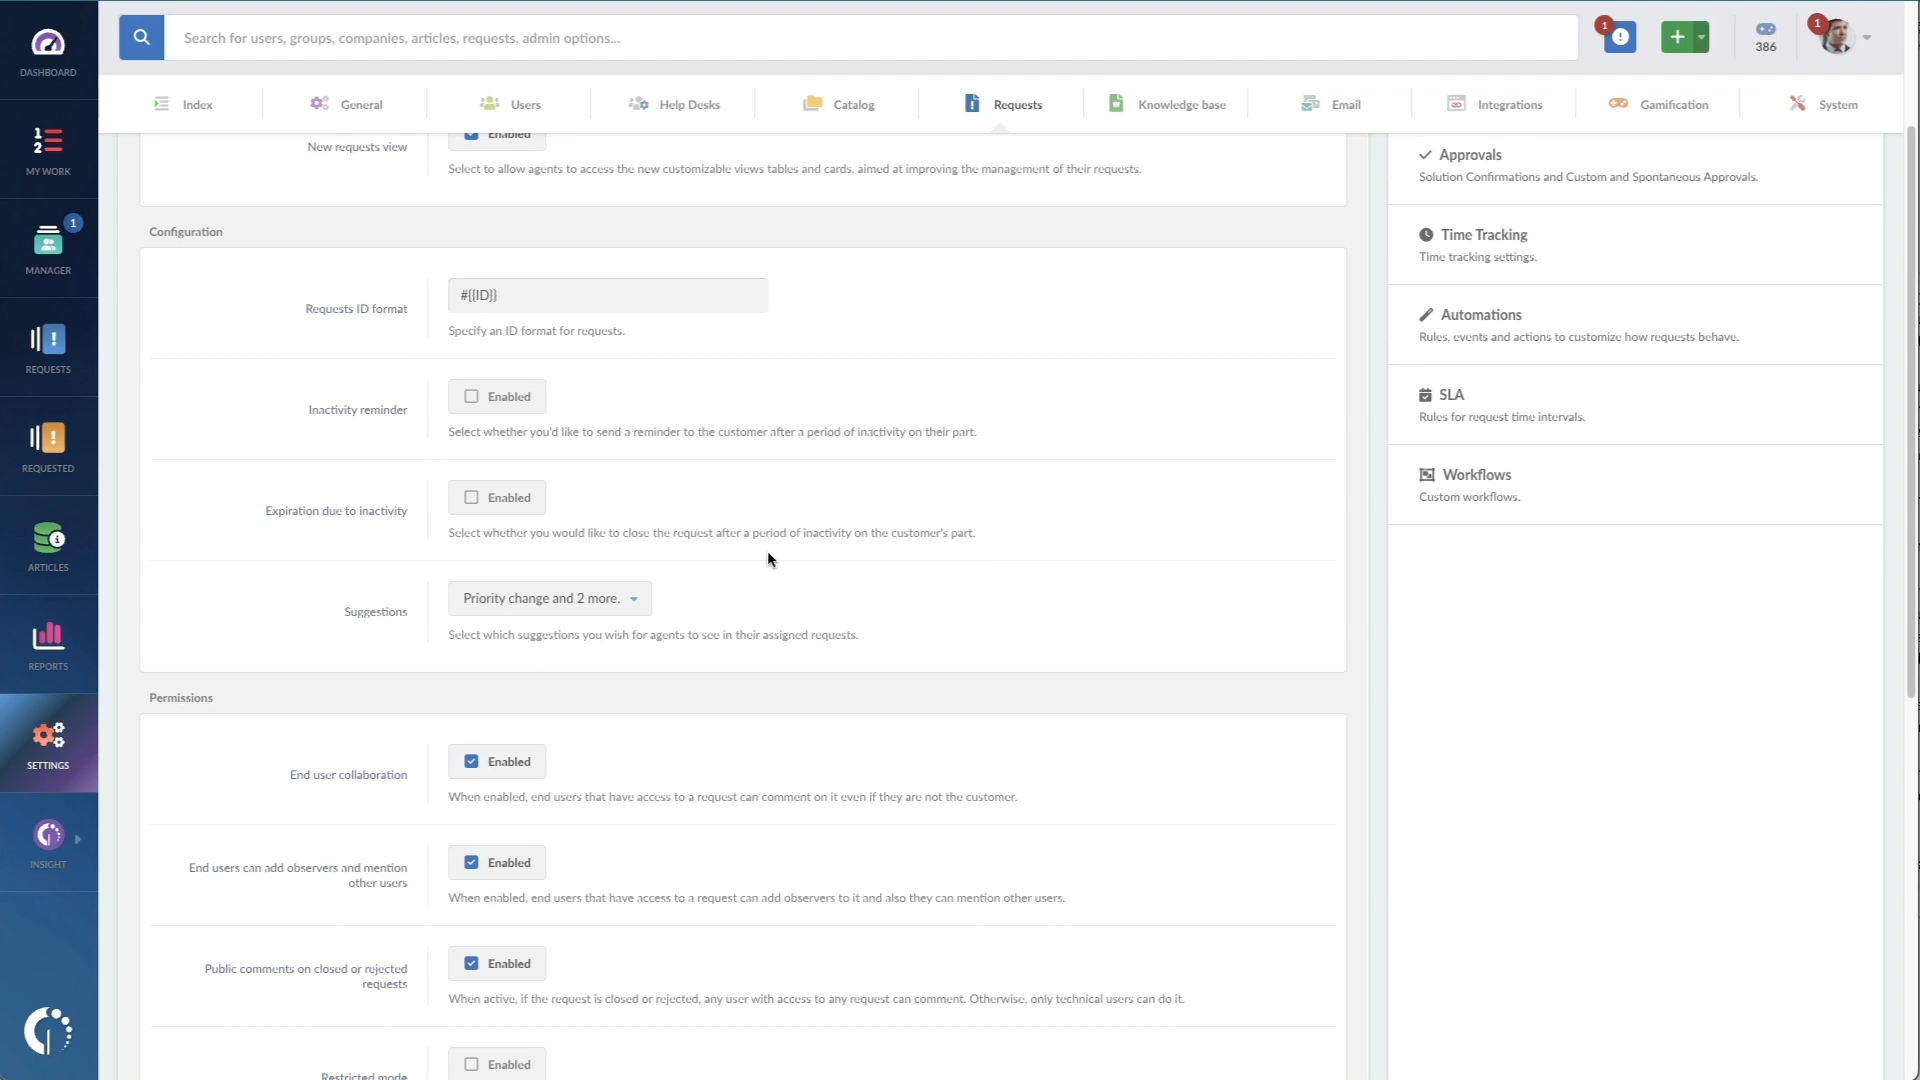 DASHBOARD
MY WORK
1
MANAGER
REQUESTS
REQUESTED
ARTICLES
REPORTS
SETTINGS
INSIGHT
Search for users, groups, companies, articles, requests, admin options...
1
386
1
Index
General
Users
Help Desks
Catalog
Requests
Knowledge base
Email
Integrations
Gamification
System
New requests view
Enabled
Select to allow agents to access the new customizable views tables and cards, aimed at improving the management of their requests.
Configuration
Requests ID format
#{{ID}}
Specify an ID format for requests.
Inactivity reminder
Enabled
Select whether you'd like to send a reminder to the customer after a period of inactivity on their part.
Expiration due to inactivity
Enabled
Select whether you would like to close the request after a period of inactivity on the customer's part.
Suggestions
Priority change and 2 more.
Select which suggestions you wish for agents to see in their assigned requests.
Permissions
End user collaboration
Enabled
When enabled, end users that have access to a request can comment on it even if they are not the customer.
End users can add observers and mention
other users
Enabled
When enabled, end users that have access to a request can add observers to it and also they can mention other users.
Public comments on closed or rejected
requests
Enabled
When active, if the request is closed or rejected, any user with access to any request can comment. Otherwise, only technical users can do it.
Restricted mode
Enabled
Approvals
Solution Confirmations and Custom and Spontaneous Approvals.
Time Tracking
Time tracking settings.
Automations
Rules, events and actions to customize how requests behave.
SLA
Rules for request time intervals.
Workflows
Custom workflows.